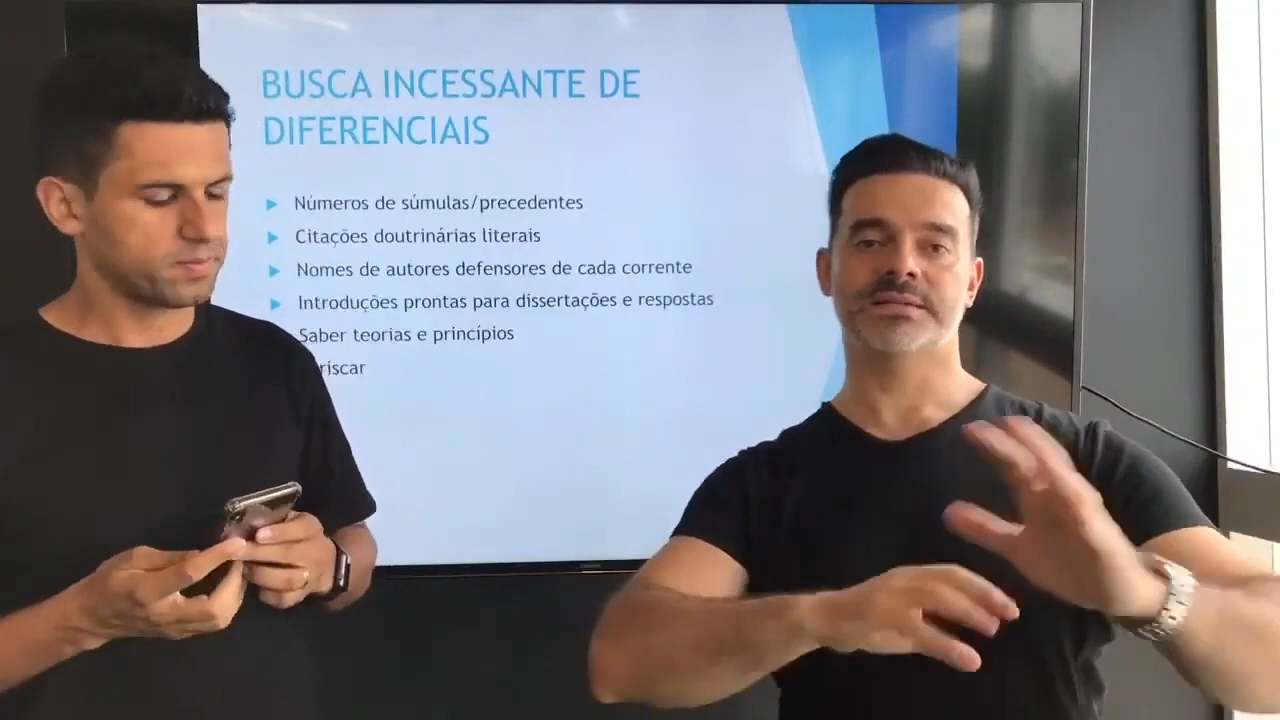 BUSCA INCESSANTE DE
DIFERENCIAIS
Números de súmulas/precedentes
Citações doutrinárias literais
Nomes de autores defensores de cada corrente
Introduções prontas para dissertações e respostas
Saber teorias e princípios
riscar